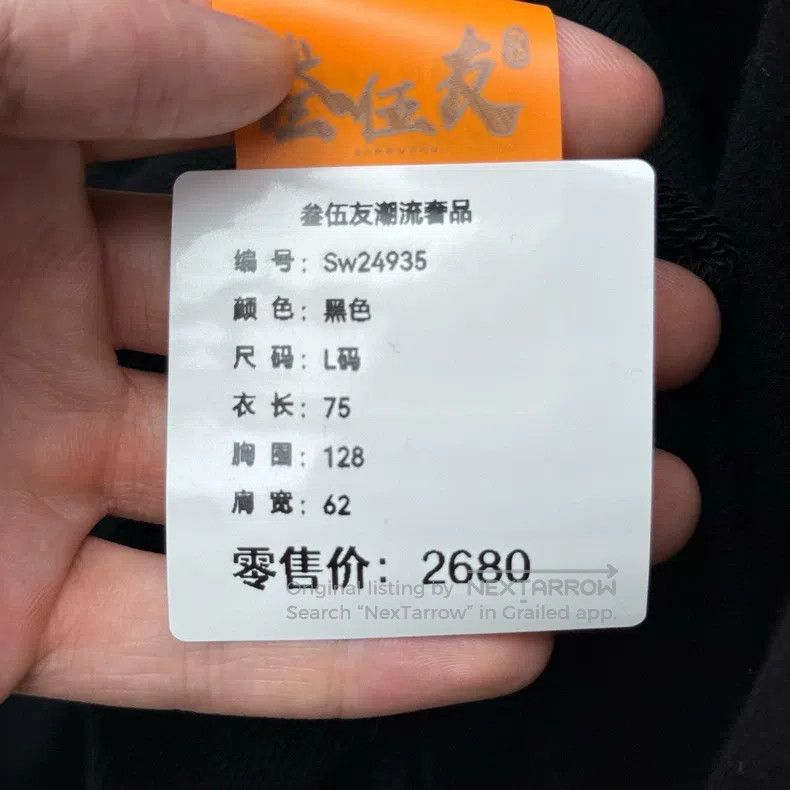 叁伍友
叁伍友潮流奢品
编 号：Sw24935
颜 色：黑色
尺 码：L码
衣 长：75
胸 围：128
肩 宽：62
零售价：2680
Original listing by NEXTARROW
Search “NexTarrow” in Grailed app.